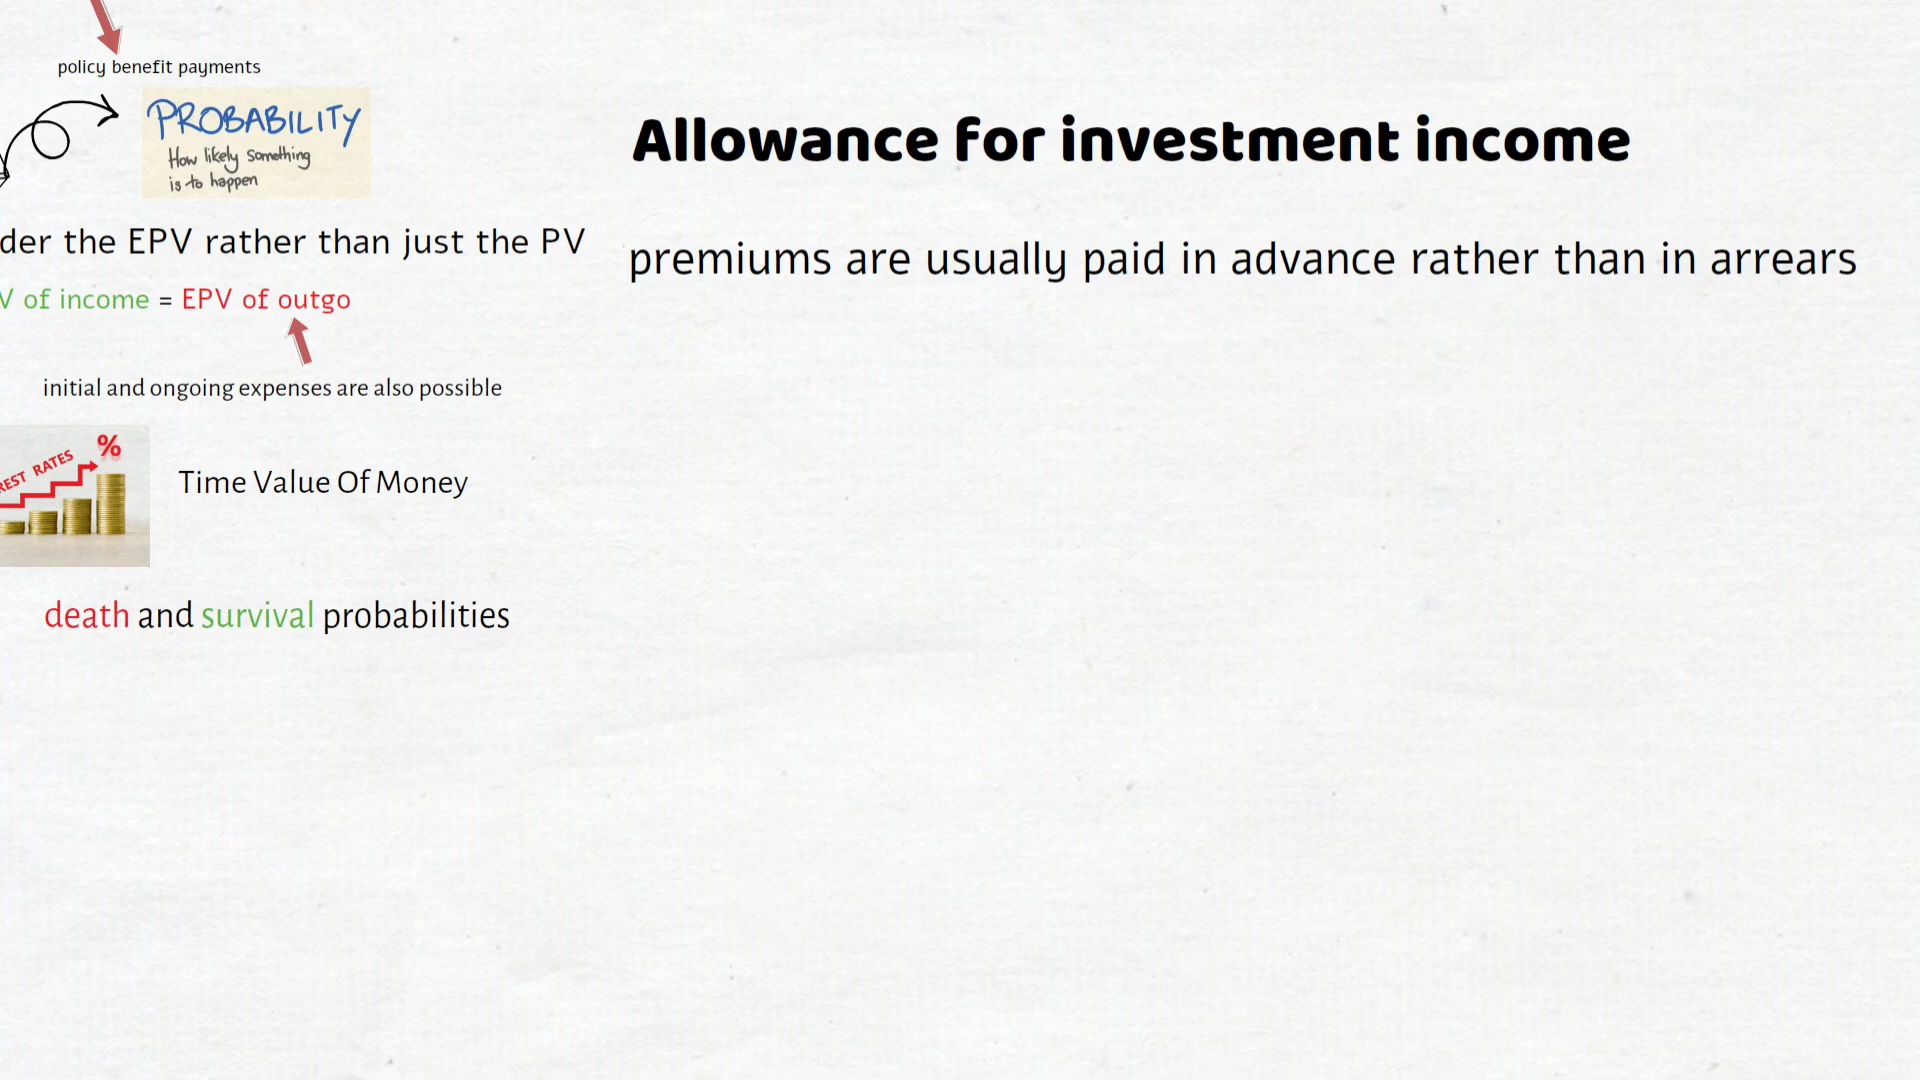 policy benefit payments
PROBABILITY
How likely something
is to happen
der the EPV rather than just the PV
V of income = EPV of outgo
initial and ongoing expenses are also possible
%
REST RATES
Time Value Of Money
death and survival probabilities
Allowance for investment income
premiums are usually paid in advance rather than in arrears